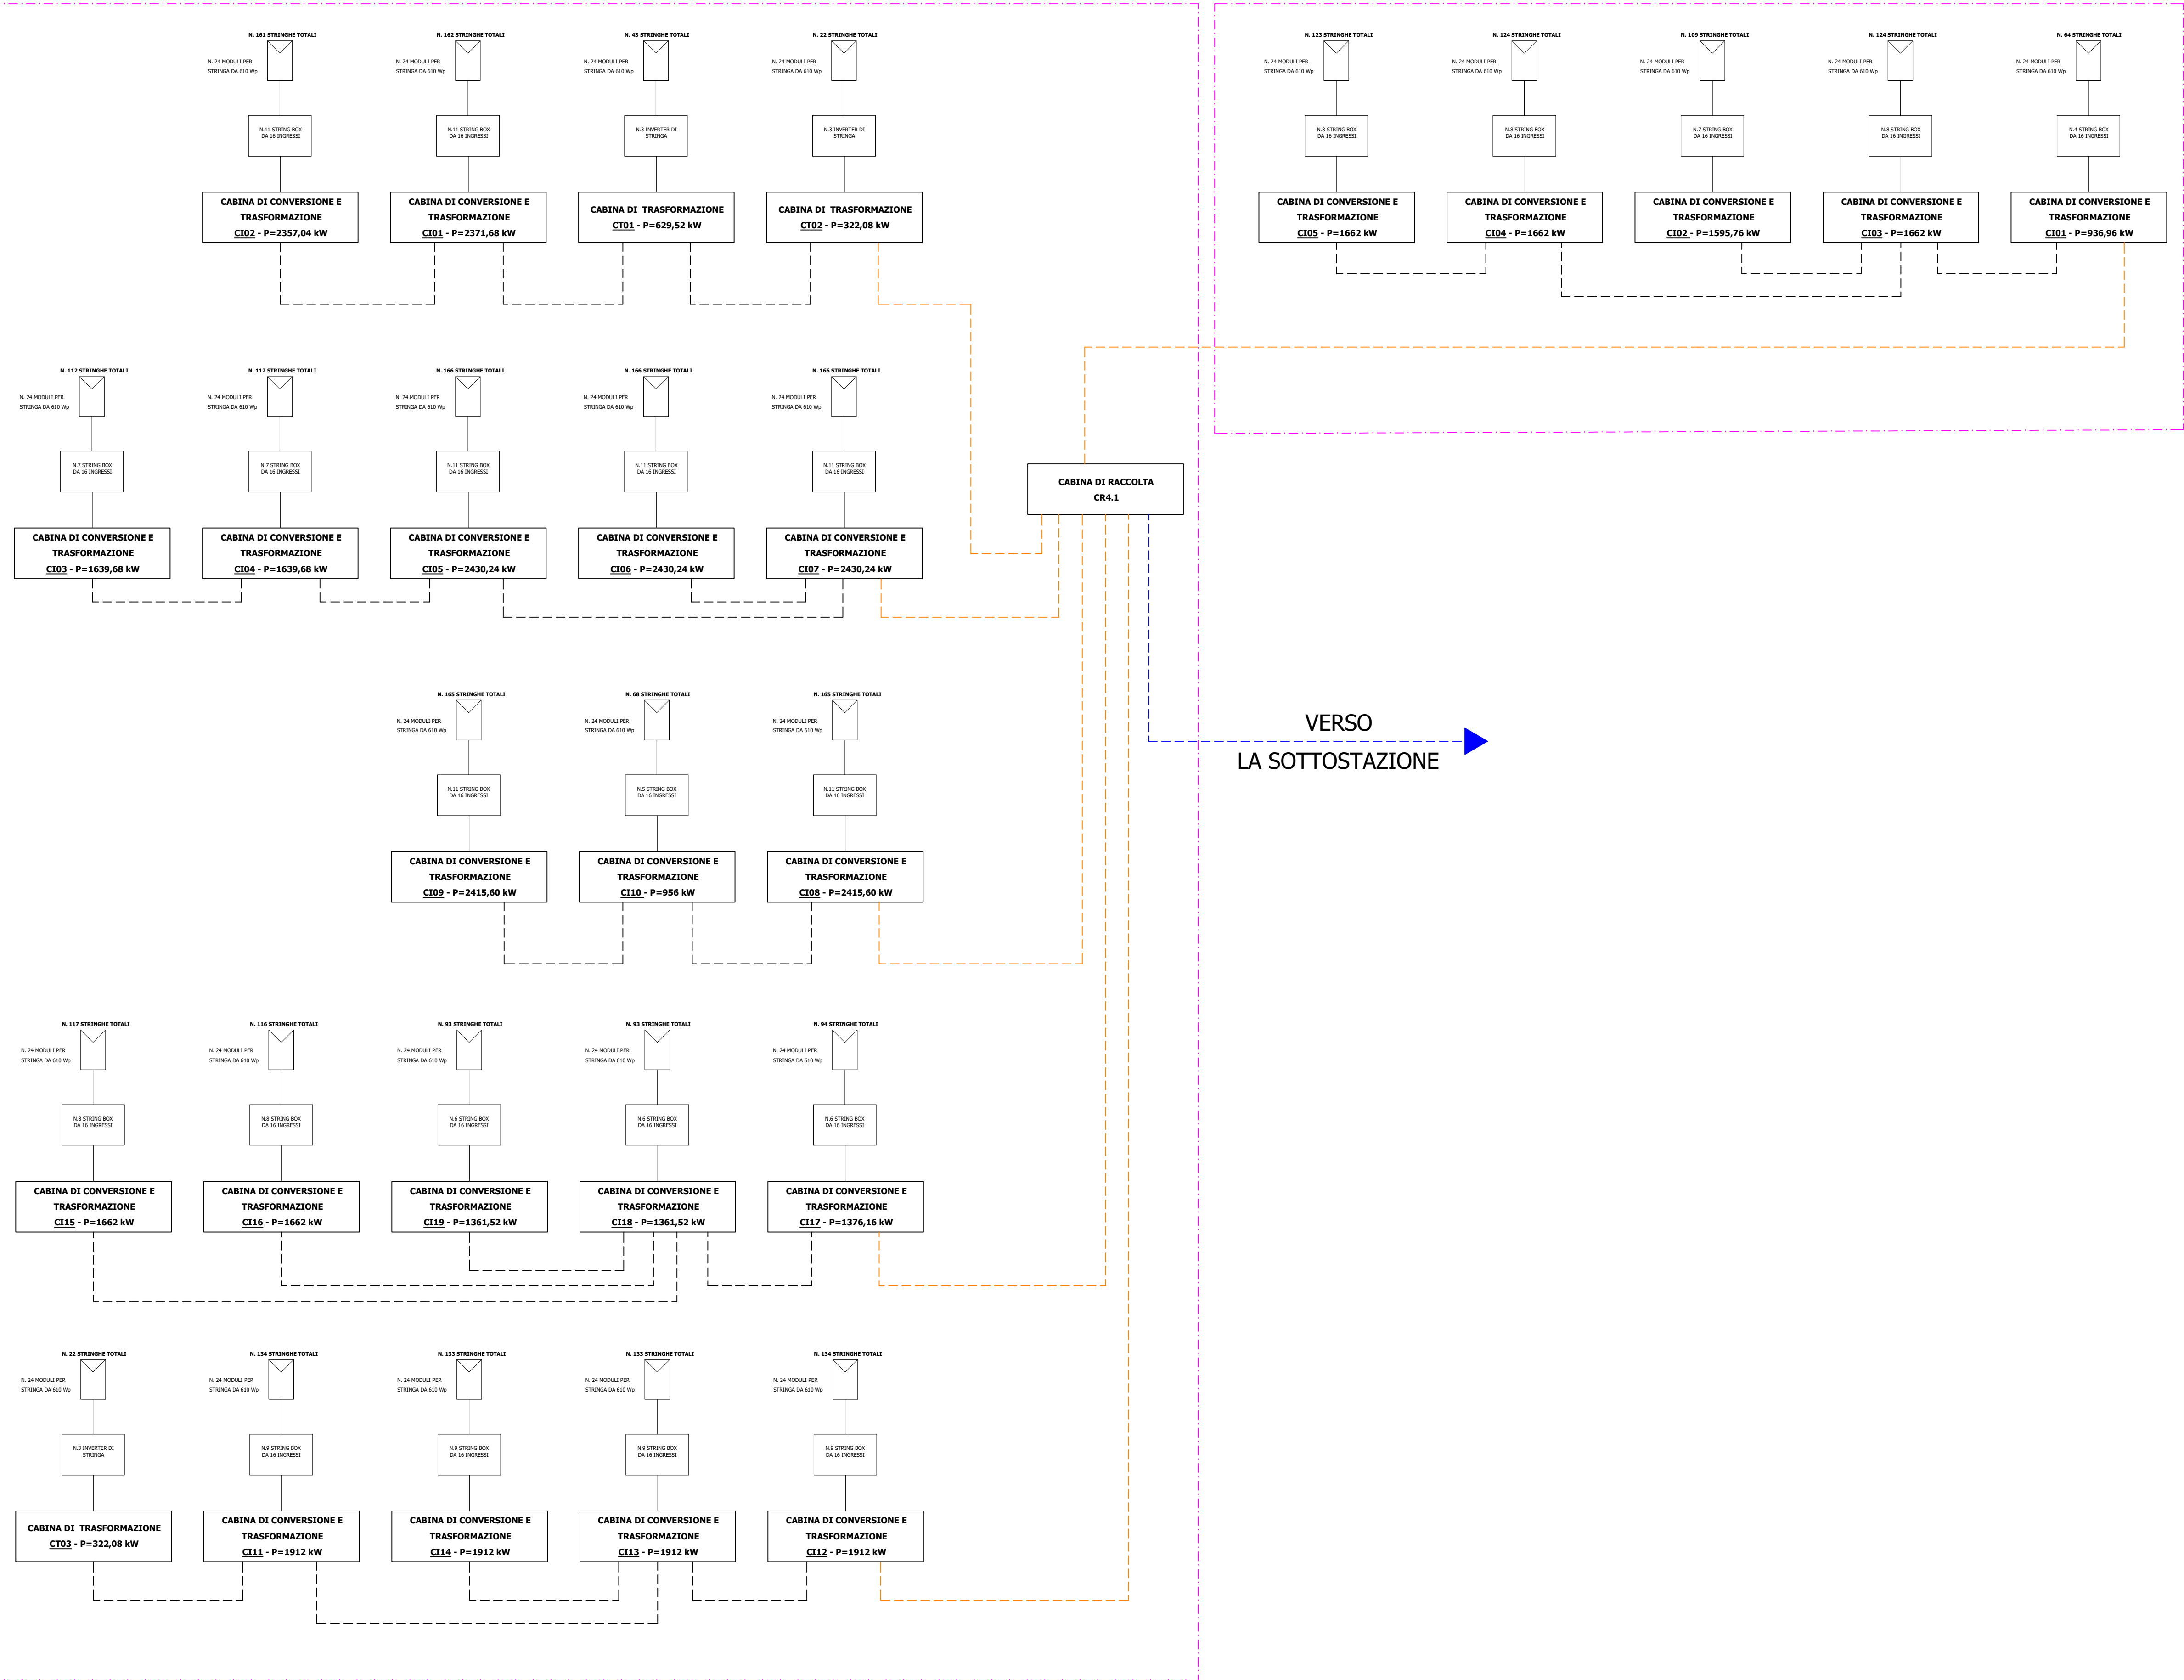 N. 161 STRINGHE TOTALI
N. 24 MODULI PER
STRINGA DA 610 Wp
N.11 STRING BOX
DA 16 INGRESSI
CABINA DI CONVERSIONE E
TRASFORMAZIONE
CI02 - P=2357,04 kW
N. 162 STRINGHE TOTALI
N. 24 MODULI PER
STRINGA DA 610 Wp
N.11 STRING BOX
DA 16 INGRESSI
CABINA DI CONVERSIONE E
TRASFORMAZIONE
CI01 - P=2371,68 kW
N. 43 STRINGHE TOTALI
N. 24 MODULI PER
STRINGA DA 610 Wp
N.3 INVERTER DI
STRINGA
CABINA DI TRASFORMAZIONE
CT01 - P=629,52 kW
N. 22 STRINGHE TOTALI
N. 24 MODULI PER
STRINGA DA 610 Wp
N.3 INVERTER DI
STRINGA
CABINA DI TRASFORMAZIONE
CT02 - P=322,08 kW
N. 123 STRINGHE TOTALI
N. 24 MODULI PER
STRINGA DA 610 Wp
N.8 STRING BOX
DA 16 INGRESSI
CABINA DI CONVERSIONE E
TRASFORMAZIONE
CI05 - P=1662 kW
N. 124 STRINGHE TOTALI
N. 24 MODULI PER
STRINGA DA 610 Wp
N.8 STRING BOX
DA 16 INGRESSI
CABINA DI CONVERSIONE E
TRASFORMAZIONE
CI04 - P=1662 kW
N. 109 STRINGHE TOTALI
N. 24 MODULI PER
STRINGA DA 610 Wp
N.7 STRING BOX
DA 16 INGRESSI
CABINA DI CONVERSIONE E
TRASFORMAZIONE
CI02 - P=1595,76 kW
N. 124 STRINGHE TOTALI
N. 24 MODULI PER
STRINGA DA 610 Wp
N.8 STRING BOX
DA 16 INGRESSI
CABINA DI CONVERSIONE E
TRASFORMAZIONE
CI03 - P=1662 kW
N. 64 STRINGHE TOTALI
N. 24 MODULI PER
STRINGA DA 610 Wp
N.4 STRING BOX
DA 16 INGRESSI
CABINA DI CONVERSIONE E
TRASFORMAZIONE
CI01 - P=936,96 kW
N. 112 STRINGHE TOTALI
N. 24 MODULI PER
STRINGA DA 610 Wp
N.7 STRING BOX
DA 16 INGRESSI
CABINA DI CONVERSIONE E
TRASFORMAZIONE
CI03 - P=1639,68 kW
N. 112 STRINGHE TOTALI
N. 24 MODULI PER
STRINGA DA 610 Wp
N.7 STRING BOX
DA 16 INGRESSI
CABINA DI CONVERSIONE E
TRASFORMAZIONE
CI04 - P=1639,68 kW
N. 166 STRINGHE TOTALI
N. 24 MODULI PER
STRINGA DA 610 Wp
N.11 STRING BOX
DA 16 INGRESSI
CABINA DI CONVERSIONE E
TRASFORMAZIONE
CI05 - P=2430,24 kW
N. 166 STRINGHE TOTALI
N. 24 MODULI PER
STRINGA DA 610 Wp
N.11 STRING BOX
DA 16 INGRESSI
CABINA DI CONVERSIONE E
TRASFORMAZIONE
CI06 - P=2430,24 kW
N. 166 STRINGHE TOTALI
N. 24 MODULI PER
STRINGA DA 610 Wp
N.11 STRING BOX
DA 16 INGRESSI
CABINA DI CONVERSIONE E
TRASFORMAZIONE
CI07 - P=2430,24 kW
CABINA DI RACCOLTA
CR4.1
N. 165 STRINGHE TOTALI
N. 24 MODULI PER
STRINGA DA 610 Wp
N.11 STRING BOX
DA 16 INGRESSI
CABINA DI CONVERSIONE E
TRASFORMAZIONE
CI09 - P=2415,60 kW
N. 68 STRINGHE TOTALI
N. 24 MODULI PER
STRINGA DA 610 Wp
N.5 STRING BOX
DA 16 INGRESSI
CABINA DI CONVERSIONE E
TRASFORMAZIONE
CI10 - P=956 kW
N. 165 STRINGHE TOTALI
N. 24 MODULI PER
STRINGA DA 610 Wp
N.11 STRING BOX
DA 16 INGRESSI
CABINA DI CONVERSIONE E
TRASFORMAZIONE
CI08 - P=2415,60 kW
VERSO
LA SOTTOSTAZIONE
N. 117 STRINGHE TOTALI
N. 24 MODULI PER
STRINGA DA 610 Wp
N.8 STRING BOX
DA 16 INGRESSI
CABINA DI CONVERSIONE E
TRASFORMAZIONE
CI15 - P=1662 kW
N. 116 STRINGHE TOTALI
N. 24 MODULI PER
STRINGA DA 610 Wp
N.8 STRING BOX
DA 16 INGRESSI
CABINA DI CONVERSIONE E
TRASFORMAZIONE
CI16 - P=1662 kW
N. 93 STRINGHE TOTALI
N. 24 MODULI PER
STRINGA DA 610 Wp
N.6 STRING BOX
DA 16 INGRESSI
CABINA DI CONVERSIONE E
TRASFORMAZIONE
CI19 - P=1361,52 kW
N. 93 STRINGHE TOTALI
N. 24 MODULI PER
STRINGA DA 610 Wp
N.6 STRING BOX
DA 16 INGRESSI
CABINA DI CONVERSIONE E
TRASFORMAZIONE
CI18 - P=1361,52 kW
N. 94 STRINGHE TOTALI
N. 24 MODULI PER
STRINGA DA 610 Wp
N.6 STRING BOX
DA 16 INGRESSI
CABINA DI CONVERSIONE E
TRASFORMAZIONE
CI17 - P=1376,16 kW
N. 22 STRINGHE TOTALI
N. 24 MODULI PER
STRINGA DA 610 Wp
N.3 INVERTER DI
STRINGA
CABINA DI TRASFORMAZIONE
CT03 - P=322,08 kW
N. 134 STRINGHE TOTALI
N. 24 MODULI PER
STRINGA DA 610 Wp
N.9 STRING BOX
DA 16 INGRESSI
CABINA DI CONVERSIONE E
TRASFORMAZIONE
CI11 - P=1912 kW
N. 133 STRINGHE TOTALI
N. 24 MODULI PER
STRINGA DA 610 Wp
N.9 STRING BOX
DA 16 INGRESSI
CABINA DI CONVERSIONE E
TRASFORMAZIONE
CI14 - P=1912 kW
N. 133 STRINGHE TOTALI
N. 24 MODULI PER
STRINGA DA 610 Wp
N.9 STRING BOX
DA 16 INGRESSI
CABINA DI CONVERSIONE E
TRASFORMAZIONE
CI13 - P=1912 kW
N. 134 STRINGHE TOTALI
N. 24 MODULI PER
STRINGA DA 610 Wp
N.9 STRING BOX
DA 16 INGRESSI
CABINA DI CONVERSIONE E
TRASFORMAZIONE
CI12 - P=1912 kW